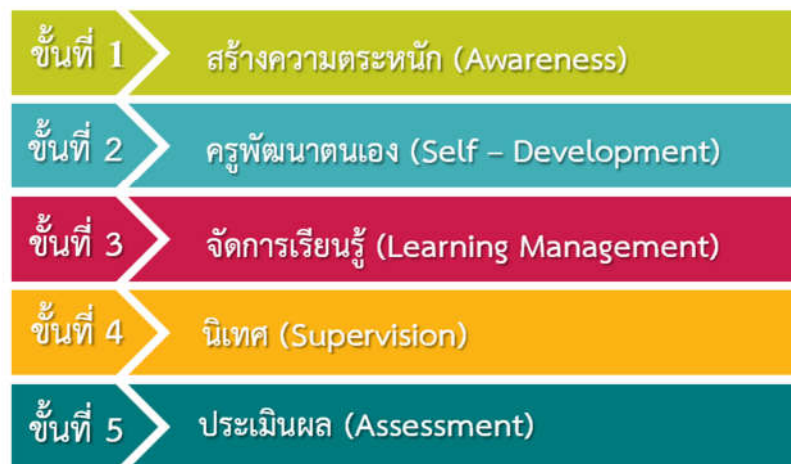 ขั้นที่ 1 สร้างความตระหนัก (Awareness)
ขั้นที่ 2 ครูพัฒนาตนเอง (Self – Development)
ขั้นที่ 3 จัดการเรียนรู้ (Learning Management)
ขั้นที่ 4 นิเทศ (Supervision)
ขั้นที่ 5 ประเมินผล (Assessment)